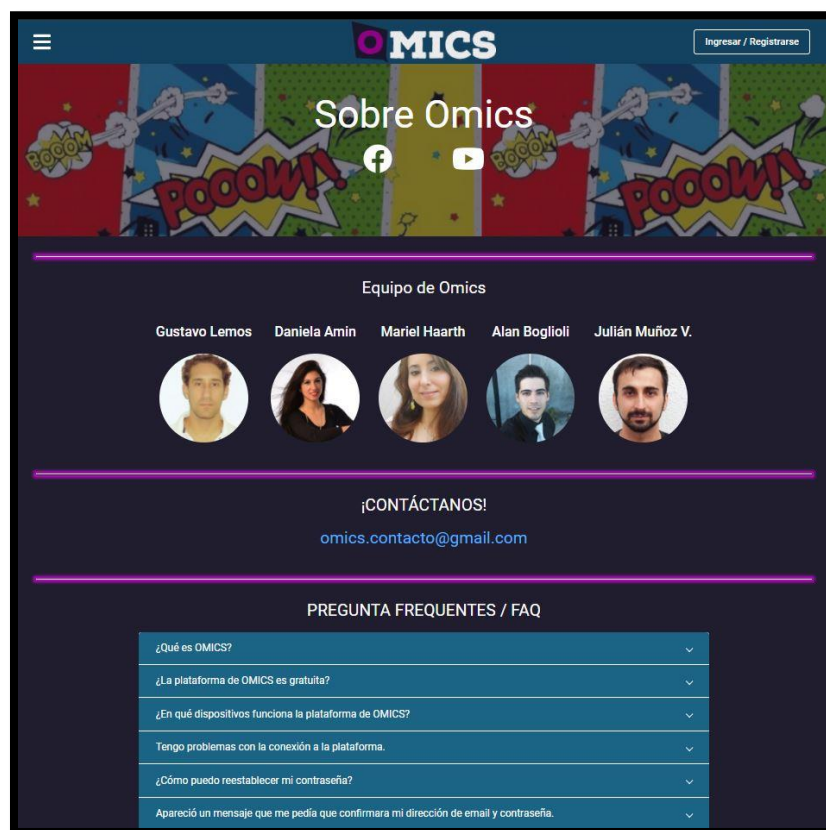 OMICS
Ingresar / Registrarse
Sobre Omics
BOOOM
POOOW!!
BOOOM
POOOW!!
Equipo de Omics
Gustavo Lemos Daniela Amin Mariel Haarth Alan Boglioli Julián Muñoz V.
¡CONTÁCTANOS!
omics.contacto@gmail.com
PREGUNTA FREQUENTES / FAQ
¿Qué es OMICS?
¿La plataforma de OMICS es gratuita?
¿En qué dispositivos funciona la plataforma de OMICS?
Tengo problemas con la conexión a la plataforma.
¿Cómo puedo reestablecer mi contraseña?
Apareció un mensaje que me pedía que confirmara mi dirección de email y contraseña.